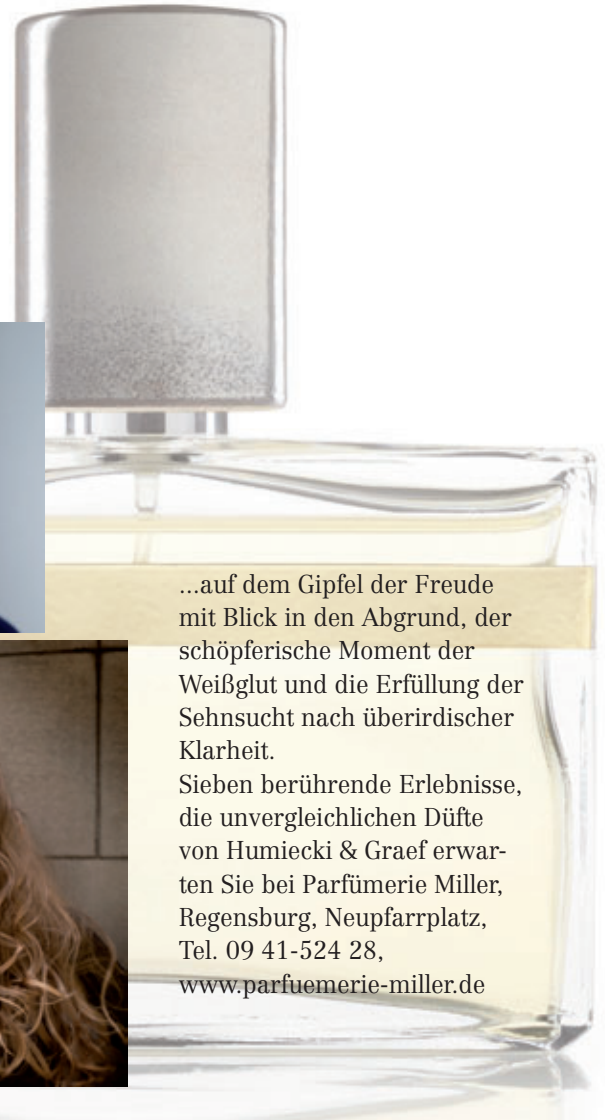 ...auf dem Gipfel der Freude
mit Blick in den Abgrund, der
schöpferische Moment der
Weißglut und die Erfüllung der
Sehnsucht nach überirdischer
Klarheit.
Sieben berührende Erlebnisse,
die unvergleichlichen Düfte
von Humiecki & Graef erwar-
ten Sie bei Parfümerie Miller,
Regensburg, Neupfarrplatz,
Tel. 09 41-524 28,
www.parfuemerie-miller.de